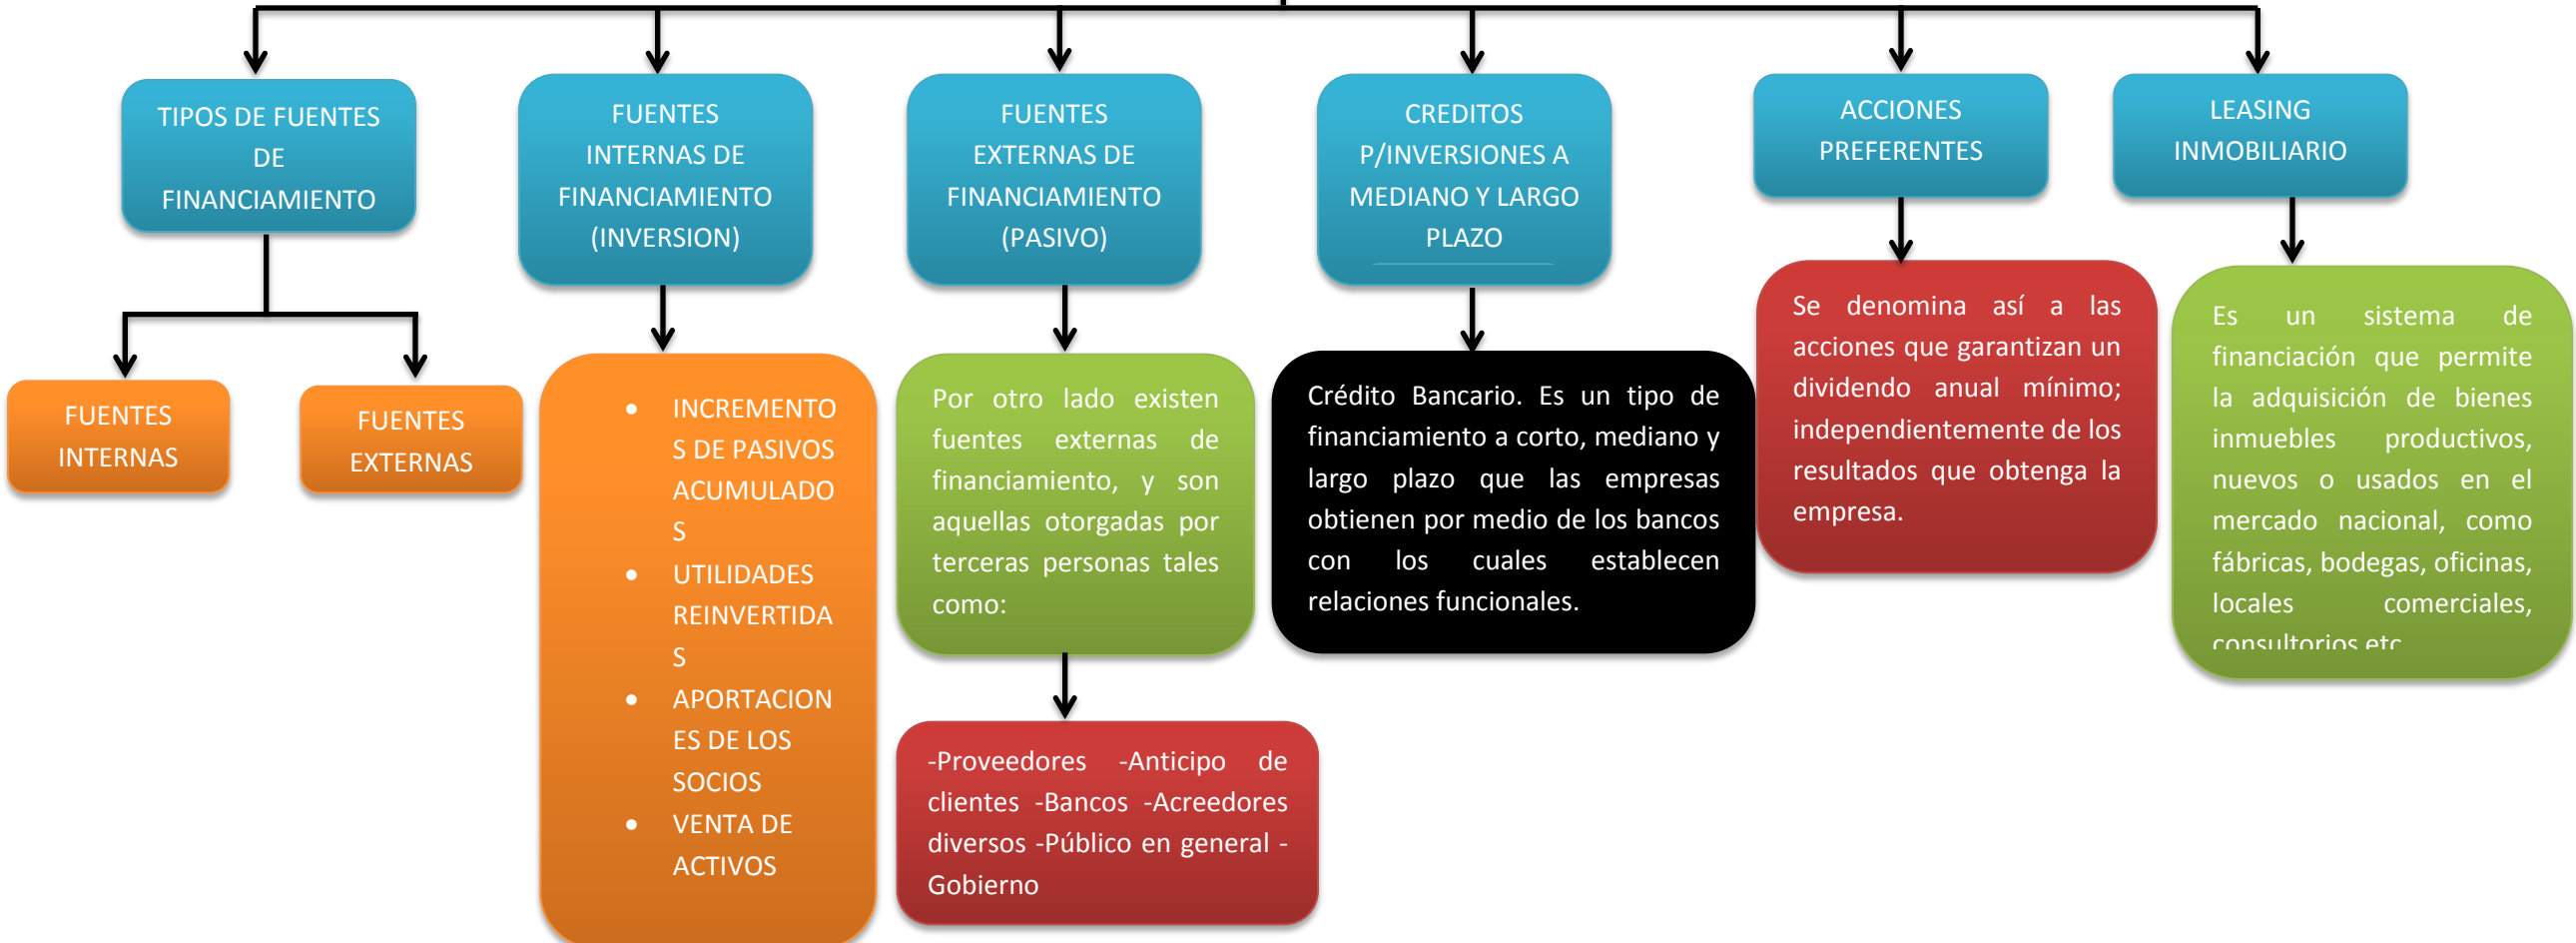 TIPOS DE FUENTES
DE
FINANCIAMIENTO
FUENTES
INTERNAS
FUENTES
EXTERNAS
FUENTES
INTERNAS DE
FINANCIAMIENTO
(INVERSION)
• INCREMENTO
S DE PASIVOS
ACUMULADO
S
• UTILIDADES
REINVERTIDA
S
• APORTACION
ES DE LOS
SOCIOS
• VENTA DE
ACTIVOS
FUENTES
EXTERNAS DE
FINANCIAMIENTO
(PASIVO)
Por otro lado existen
fuentes externas de
financiamiento, y son
aquellas otorgadas por
terceras personas tales
como:
-Proveedores -Anticipo de
clientes -Bancos -Acreedores
diversos -Público en general -
Gobierno
CREDITOS
P/INVERSIONES A
MEDIANO Y LARGO
PLAZO
Crédito Bancario. Es un tipo de
financiamiento a corto, mediano y
largo plazo que las empresas
obtienen por medio de los bancos
con los cuales establecen
relaciones funcionales.
ACCIONES
PREFERENTES
Se denomina así a las
acciones que garantizan un
dividendo anual mínimo;
independientemente de los
resultados que obtenga la
empresa.
LEASING
INMOBILIARIO
Es un sistema de
financiación que permite
la adquisición de bienes
inmuebles productivos,
nuevos o usados en el
mercado nacional, como
fábricas, bodegas, oficinas,
locales comerciales,
consultorios etc